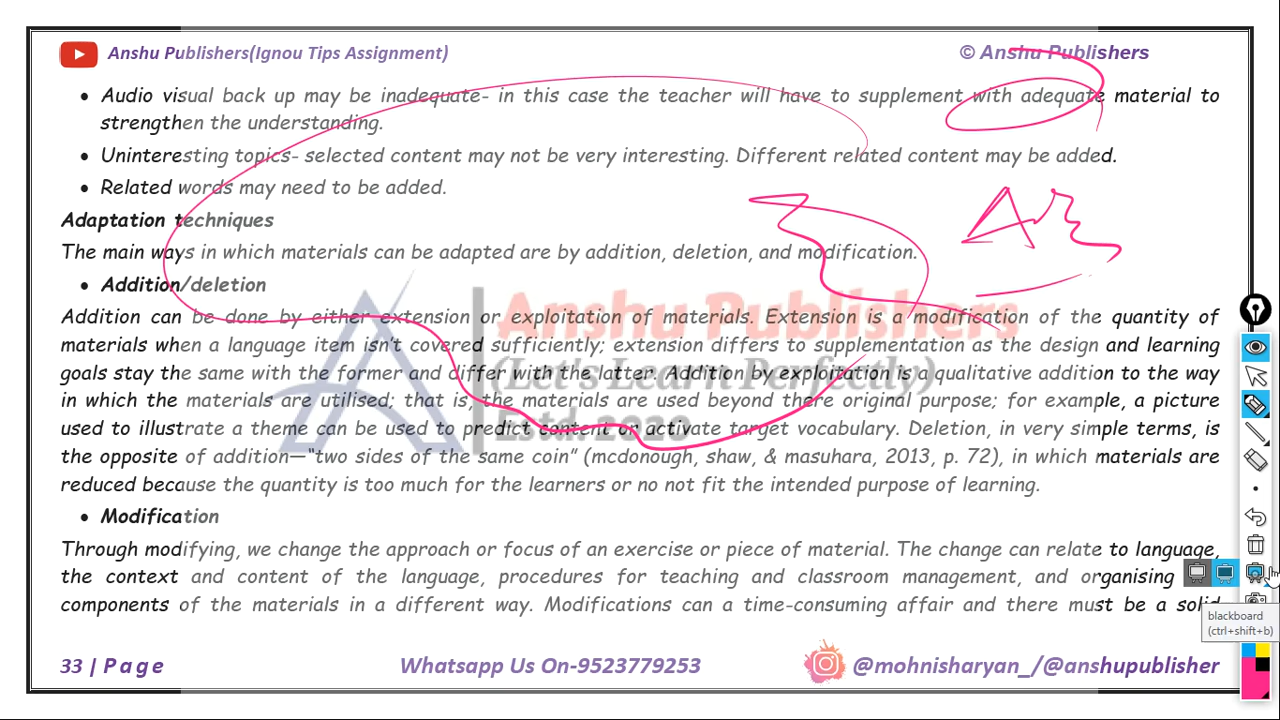 Anshu Publishers(Ignou Tips Assignment)
© Anshu Publishers
• Audio visual back up may be inadequate- in this case the teacher will have to supplement with adequate material to
strengthen the understanding.
• Uninteresting topics- selected content may not be very interesting. Different related content may be added.
• Related words may need to be added.
Adaptation techniques
The main ways in which materials can be adapted are by addition, deletion, and modification.
• Addition/deletion
Addition can be done by either extension or exploitation of materials. Extension is a modification of the quantity of
materials when a language item isn't covered sufficiently; extension differs to supplementation as the design and learning
goals stay the same with the former and differ with the latter. Addition by exploitation is a qualitative addition to the way
in which the materials are utilised; that is, the materials are used beyond there original purpose; for example, a picture
used to illustrate a theme can be used to predict content or activate target vocabulary. Deletion, in very simple terms, is
the opposite of addition—“two sides of the same coin” (mcdonough, shaw, & masuhara, 2013, p. 72), in which materials are
reduced because the quantity is too much for the learners or no not fit the intended purpose of learning.
• Modification
Through modifying, we change the approach or focus of an exercise or piece of material. The change can relate to language,
the context and content of the language, procedures for teaching and classroom management, and organising
components of the materials in a different way. Modifications can a time-consuming affair and there must be a solid
Anshu Publishers
(Let's Learn Perfectly)
Estd. 2020
33 | Page
Whatsapp Us On-9523779253
@mohnisharyan_/@anshupublisher
blackboard
(ctrl+shift+b)